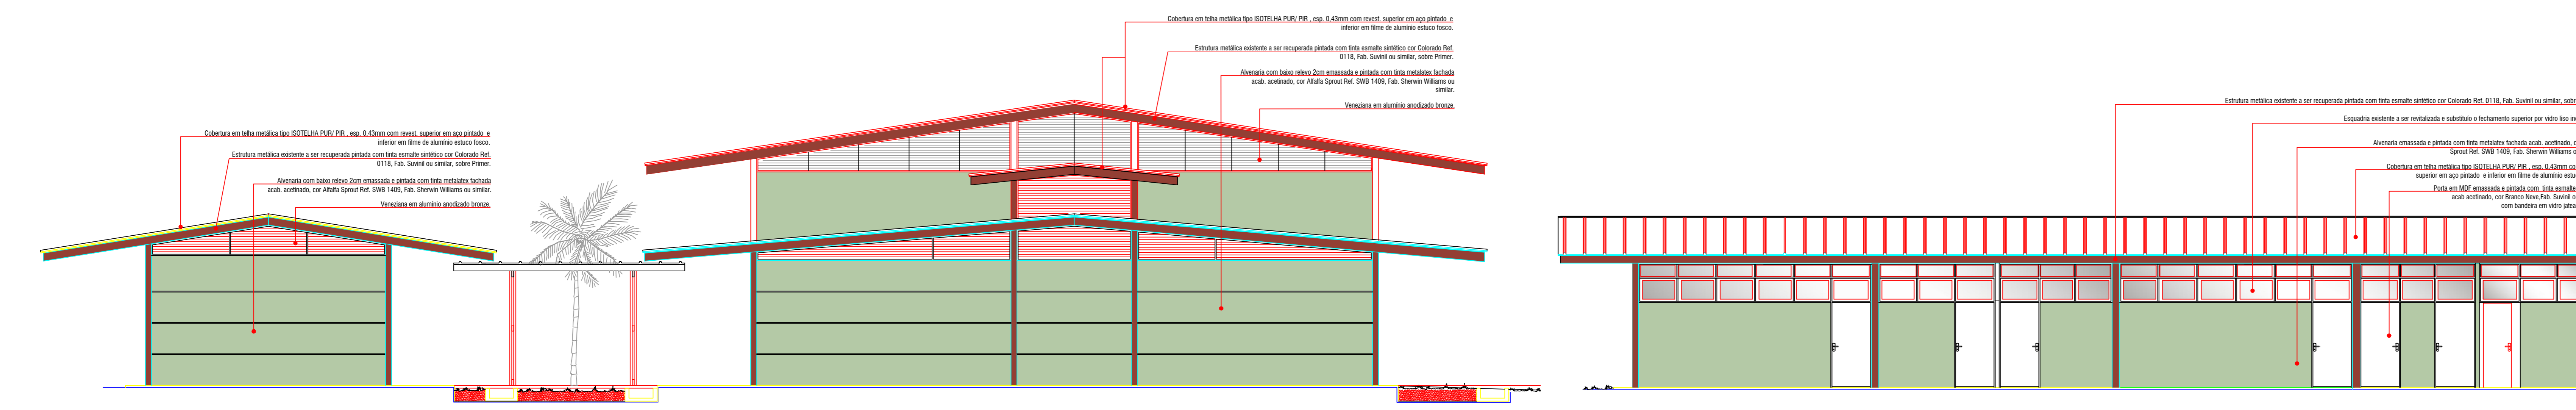 Cobertura em telha metálica tipo ISOTELHA PUR/ PIR , esp. 0,43mm com revest. superior em aço pintado e
inferior em filme de aluminio estuco fosco.
Estrutura metálica existente a ser recuperada pintada com tinta esmalte sintético cor Colorado Ref.
0118, Fab. Suvinil ou similar, sobre Primer.
Alvenaria com baixo relevo 2cm emassada e pintada com tinta metalatex fachada
acab. acetinado, cor Alfalfa Sprout Ref. SWB 1409, Fab. Sherwin Williams ou similar.
Veneziana em alumínio anodizado bronze.
Cobertura em telha metálica tipo ISOTELHA PUR/ PIR , esp. 0,43mm com revest. superior em aço pintado e
inferior em filme de aluminio estuco fosco.
Estrutura metálica existente a ser recuperada pintada com tinta esmalte sintético cor Colorado Ref.
0118, Fab. Suvinil ou similar, sobre Primer.
Alvenaria com baixo relevo 2cm emassada e pintada com tinta metalatex fachada
acab. acetinado, cor Alfalfa Sprout Ref. SWB 1409, Fab. Sherwin Williams ou
similar.
Veneziana em alumínio anodizado bronze.
Estrutura metálica existente a ser recuperada pintada com tinta esmalte sintético cor Colorado Ref. 0118, Fab. Suvinil ou similar, sobr
Esquadria existente a ser revitalizada e substituio o fechamento superior por vidro liso in
Alvenaria emassada e pintada com tinta metalatex fachada acab. acetinado,
Sprout Ref. SWB 1409, Fab. Sherwin Williams
Cobertura em telha metálica tipo ISOTELHA PUR/ PIR , esp. 0,43mm co
superior em aço pintado e inferior em filme de aluminio estu
Porta em MDF emassada e pintada com tinta esmalte
acab acetinado, cor Branco Neve,Fab. Suvinil o
com bandeira em vidro jatea